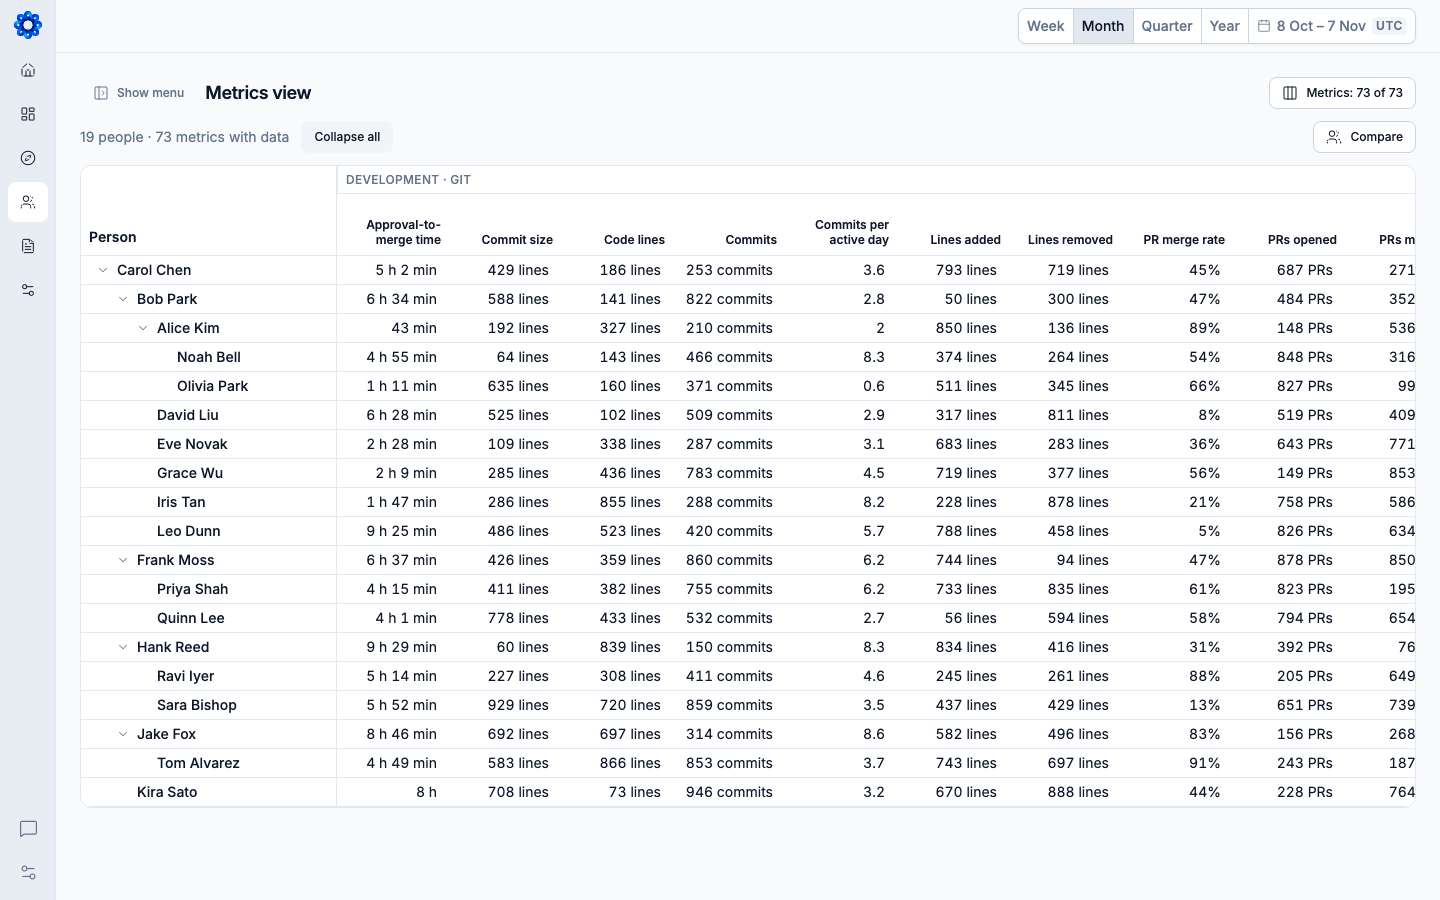 Week Month Quarter Year 8 Oct – 7 Nov UTC
Show menu Metrics view Metrics: 73 of 73
19 people · 73 metrics with data Collapse all Compare
DEVELOPMENT · GIT
Person Approval-to-merge time Commit size Code lines Commits Commits per active day Lines added Lines removed PR merge rate PRs opened PRs m
Carol Chen 5 h 2 min 429 lines 186 lines 253 commits 3.6 793 lines 719 lines 45% 687 PRs 271
Bob Park 6 h 34 min 588 lines 141 lines 822 commits 2.8 50 lines 300 lines 47% 484 PRs 352
Alice Kim 43 min 192 lines 327 lines 210 commits 2 850 lines 136 lines 89% 148 PRs 536
Noah Bell 4 h 55 min 64 lines 143 lines 466 commits 8.3 374 lines 264 lines 54% 848 PRs 316
Olivia Park 1 h 11 min 635 lines 160 lines 371 commits 0.6 511 lines 345 lines 66% 827 PRs 99
David Liu 6 h 28 min 525 lines 102 lines 509 commits 2.9 317 lines 811 lines 8% 519 PRs 409
Eve Novak 2 h 28 min 109 lines 338 lines 287 commits 3.1 683 lines 283 lines 36% 643 PRs 771
Grace Wu 2 h 9 min 285 lines 436 lines 783 commits 4.5 719 lines 377 lines 56% 149 PRs 853
Iris Tan 1 h 47 min 286 lines 855 lines 288 commits 8.2 228 lines 878 lines 21% 758 PRs 586
Leo Dunn 9 h 25 min 486 lines 523 lines 420 commits 5.7 788 lines 458 lines 5% 826 PRs 634
Frank Moss 6 h 37 min 426 lines 359 lines 860 commits 6.2 744 lines 94 lines 47% 878 PRs 850
Priya Shah 4 h 15 min 411 lines 382 lines 755 commits 6.2 733 lines 835 lines 61% 823 PRs 195
Quinn Lee 4 h 1 min 778 lines 433 lines 532 commits 2.7 56 lines 594 lines 58% 794 PRs 654
Hank Reed 9 h 29 min 60 lines 839 lines 150 commits 8.3 834 lines 416 lines 31% 392 PRs 76
Ravi Iyer 5 h 14 min 227 lines 308 lines 411 commits 4.6 245 lines 261 lines 88% 205 PRs 649
Sara Bishop 5 h 52 min 929 lines 720 lines 859 commits 3.5 437 lines 429 lines 13% 651 PRs 739
Jake Fox 8 h 46 min 692 lines 697 lines 314 commits 8.6 582 lines 496 lines 83% 156 PRs 268
Tom Alvarez 4 h 49 min 583 lines 866 lines 853 commits 3.7 743 lines 697 lines 91% 243 PRs 187
Kira Sato 8 h 708 lines 73 lines 946 commits 3.2 670 lines 888 lines 44% 228 PRs 764